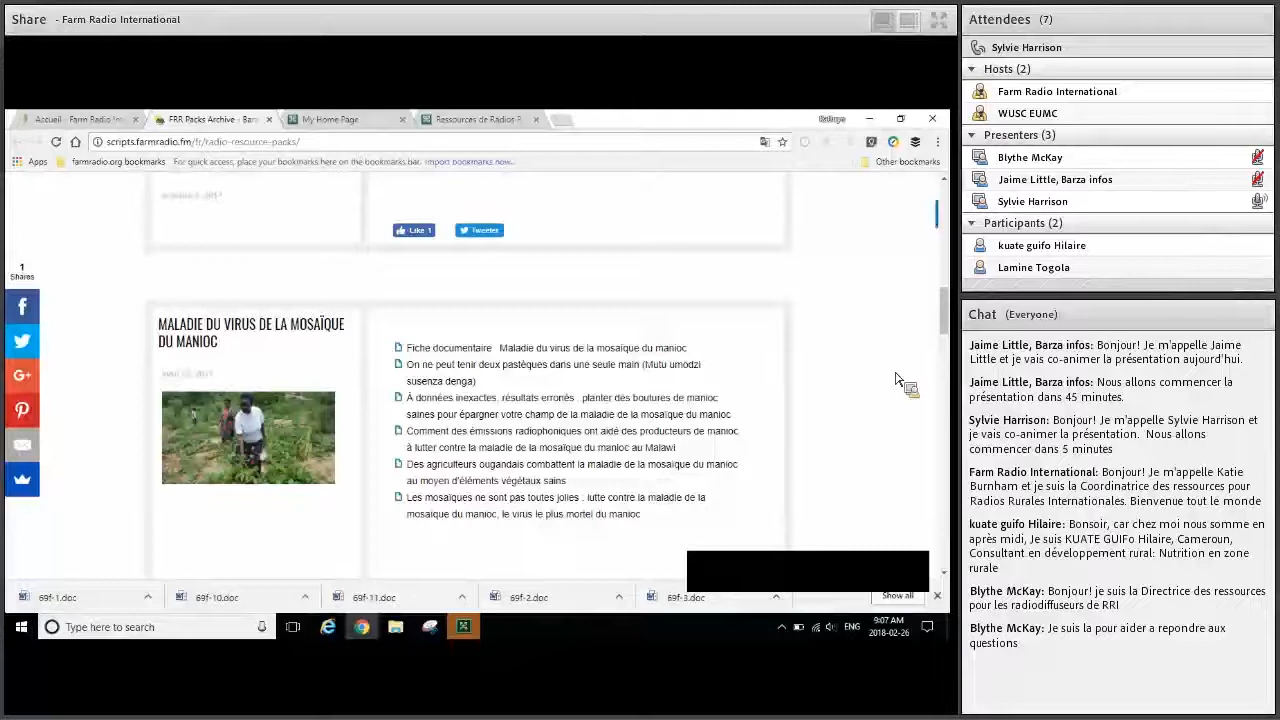 Share - Farm Radio International
Accueil - Farm Radio In
FRR Packs Archive - Bar
My Home Page
Ressources de Radios R
scripts.farmradio.fm/fr/radio-resource-packs/
Apps
farmradio.org bookmarks
For quick access, place your bookmarks here on the bookmarks bar. Import bookmarks now...
Other bookmarks
Like 1
Tweeter
1
Shares
MALADIE DU VIRUS DE LA MOSAÏQUE
DU MANIOC
Fiche documentaire Maladie du virus de la mosaïque du manioc
On ne peut tenir deux pastèques dans une seule main (Mutu umodzi
susenza denga)
À données inexactes, résultats erronés : planter des boutures de manioc
saines pour épargner votre champ de la maladie de la mosaïque du manioc
Comment des émissions radiophoniques ont aidé des producteurs de manioc
à lutter contre la maladie de la mosaïque du manioc au Malawi
Des agriculteurs ougandais combattent la maladie de la mosaïque du manioc
au moyen d'éléments végétaux sains
Les mosaïques ne sont pas toutes jolies : lutte contre la maladie de la
mosaïque du manioc, le virus le plus mortel du manioc
69f-1.doc
69f-10.doc
69f-11.doc
69f-2.doc
69f-3.doc
Show all
Type here to search
ENG
9:07 AM
2018-02-26
Attendees (7)
Sylvie Harrison
Hosts (2)
Farm Radio International
WUSC EUMC
Presenters (3)
Blythe McKay
Jaime Little, Barza infos
Sylvie Harrison
Participants (2)
kuate guifo Hilaire
Lamine Togola
Chat (Everyone)
Jaime Little, Barza infos: Bonjour! Je m'appelle Jaime
Little et je vais co-animer la présentation aujourd'hui.
Jaime Little, Barza infos: Nous allons commencer la
présentation dans 45 minutes.
Sylvie Harrison: Bonjour! Je m'appelle Sylvie Harrison et
je vais co-animer la présentation. Nous allons
commencer dans 5 minutes
Farm Radio International: Bonjour! Je m'appelle Katie
Burnham et je suis la Coordinatrice des ressources pour
Radios Rurales Internationales. Bienvenue tout le monde
kuate guifo Hilaire: Bonsoir, car chez moi nous somme en
après midi, Je suis KUATE GUIFo Hilaire, Cameroun,
Consultant en développement rural: Nutrition en zone
rurale
Blythe McKay: Bonjour! je suis la Directrice des ressources
pour les radiodiffuseurs de RRI
Blythe McKay: Je suis la pour aider a repondre aux
questions